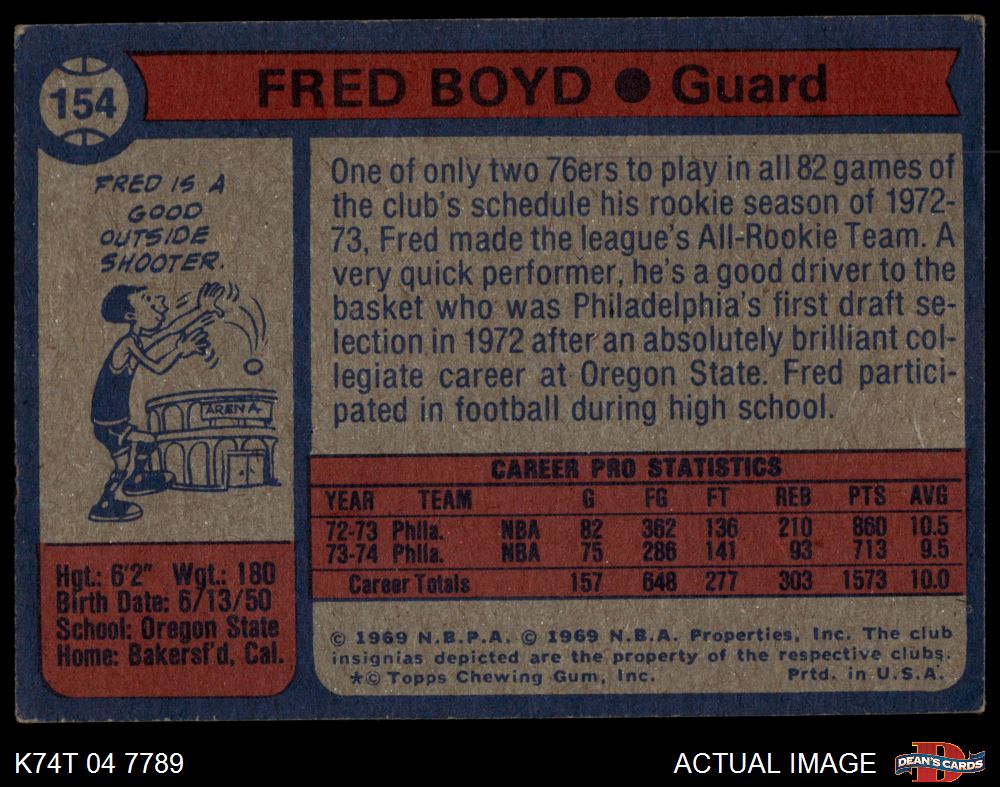 154
FRED BOYD ● Guard
FRED IS A
GOOD
OUTSIDE
SHOOTER.
ARENA
Hgt.: 6'2" Wgt.: 180
Birth Date: 6/13/50
School: Oregon State
Home: Bakersf'd, Cal.
One of only two 76ers to play in all 82 games of
the club's schedule his rookie season of 1972-
73, Fred made the league's All-Rookie Team. A
very quick performer, he's a good driver to the
basket who was Philadelphia's first draft se-
lection in 1972 after an absolutely brilliant col-
legiate career at Oregon State. Fred partici-
pated in football during high school.
CAREER PRO STATISTICS
YEAR TEAM G FG FT REB PTS AVG
72-73 Phila. NBA 82 362 136 210 860 10.5
73-74 Phila. NBA 75 286 141 93 713 9.5
Career Totals 157 648 277 303 1573 10.0
© 1969 N.B.P.A. © 1969 N.B.A. Properties, Inc. The club
insignias depicted are the property of the respective clubs.
*© Topps Chewing Gum, Inc. Prtd. in U.S.A.
K74T 04 7789
ACTUAL IMAGE
DEAN'S CARDS